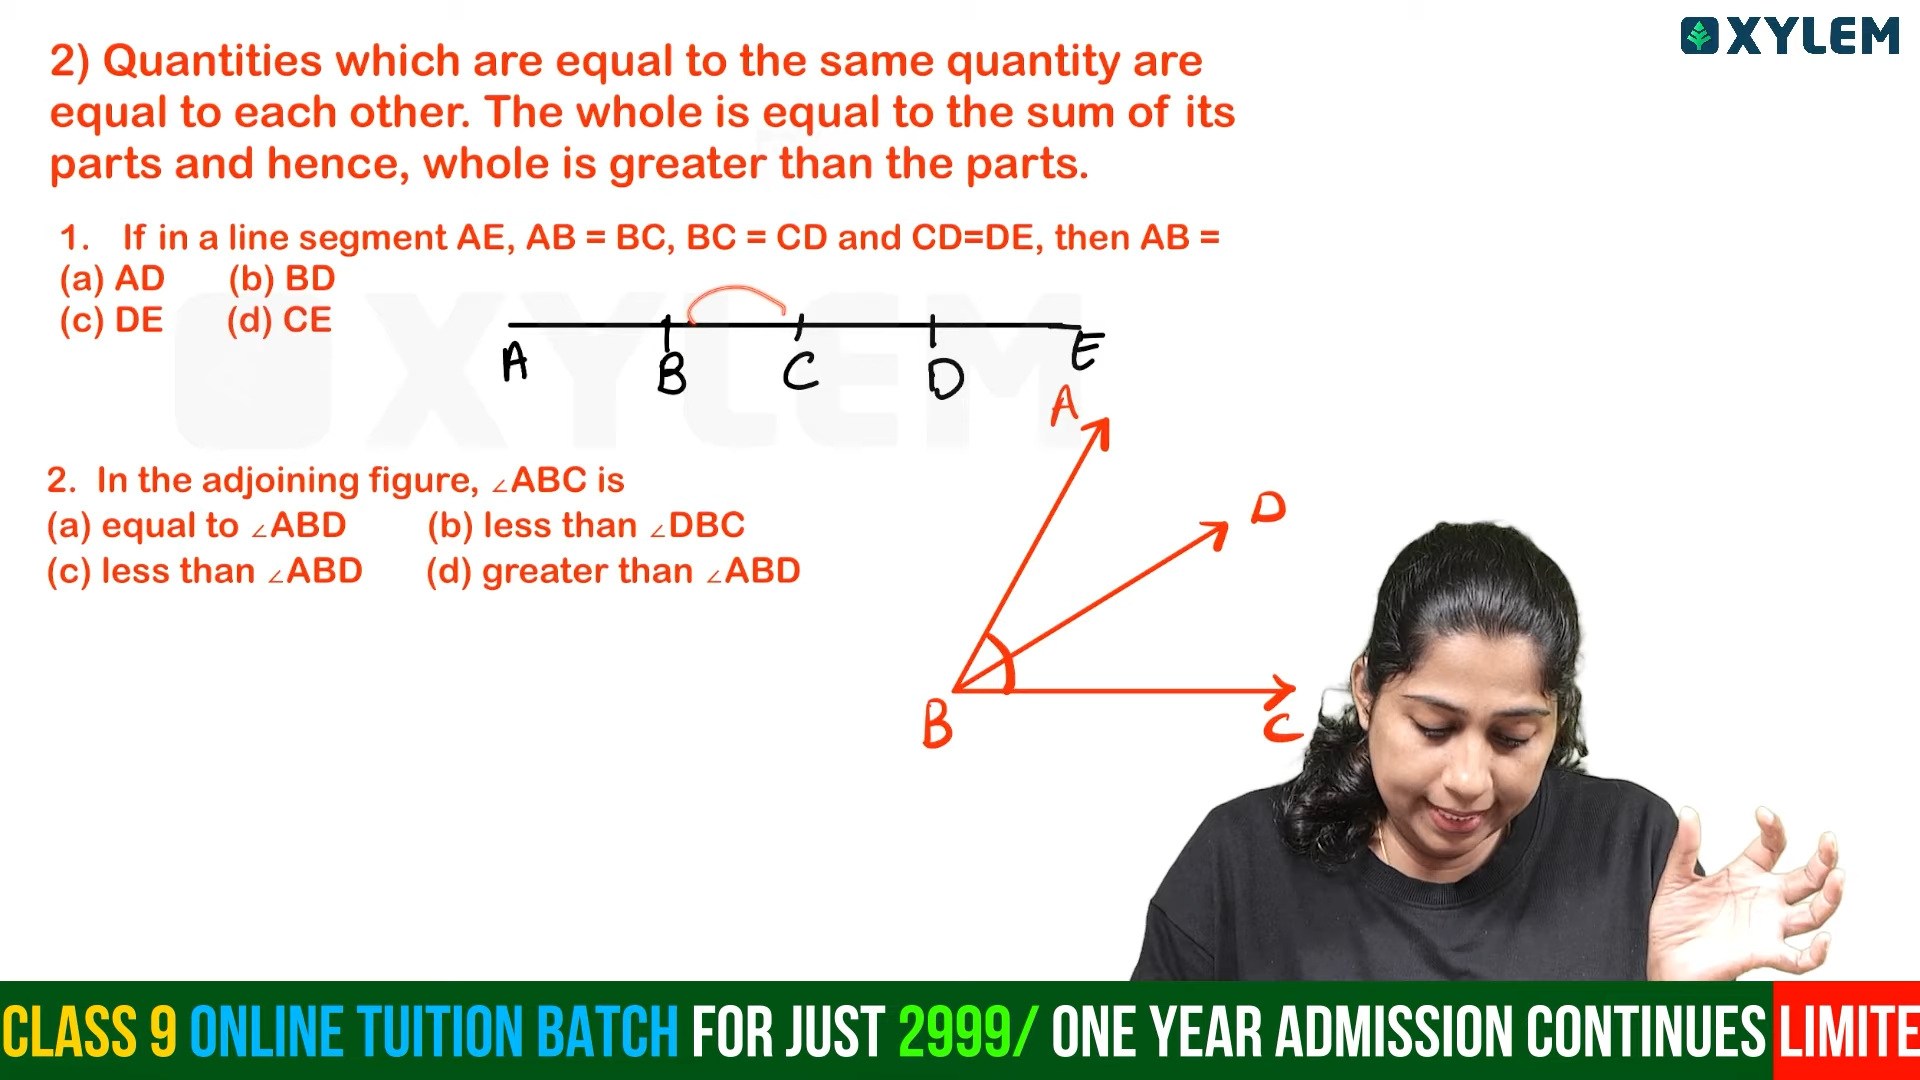 XYLEM
2) Quantities which are equal to the same quantity are
equal to each other. The whole is equal to the sum of its
parts and hence, whole is greater than the parts.
1. If in a line segment AE, AB = BC, BC = CD and CD=DE, then AB =
(a) AD (b) BD
(c) DE (d) CE
XYLEM
A B C D E
2. In the adjoining figure, ∠ABC is
(a) equal to ∠ABD (b) less than ∠DBC
(c) less than ∠ABD (d) greater than ∠ABD
A
D
B
C
CLASS 9 ONLINE TUITION BATCH FOR JUST 2999/ ONE YEAR ADMISSION CONTINUES LIMITE